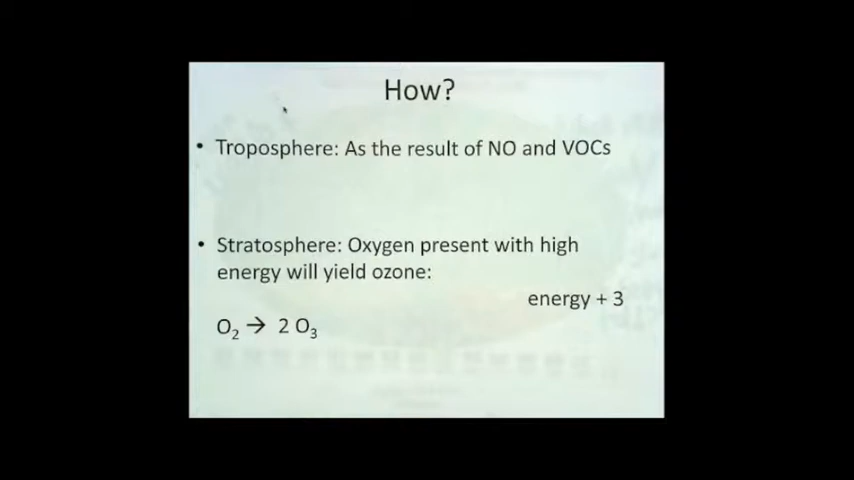 How?
• Troposphere: As the result of NO and VOCs
• Stratosphere: Oxygen present with high
energy will yield ozone:
energy + 3
O₂ → 2 O₃